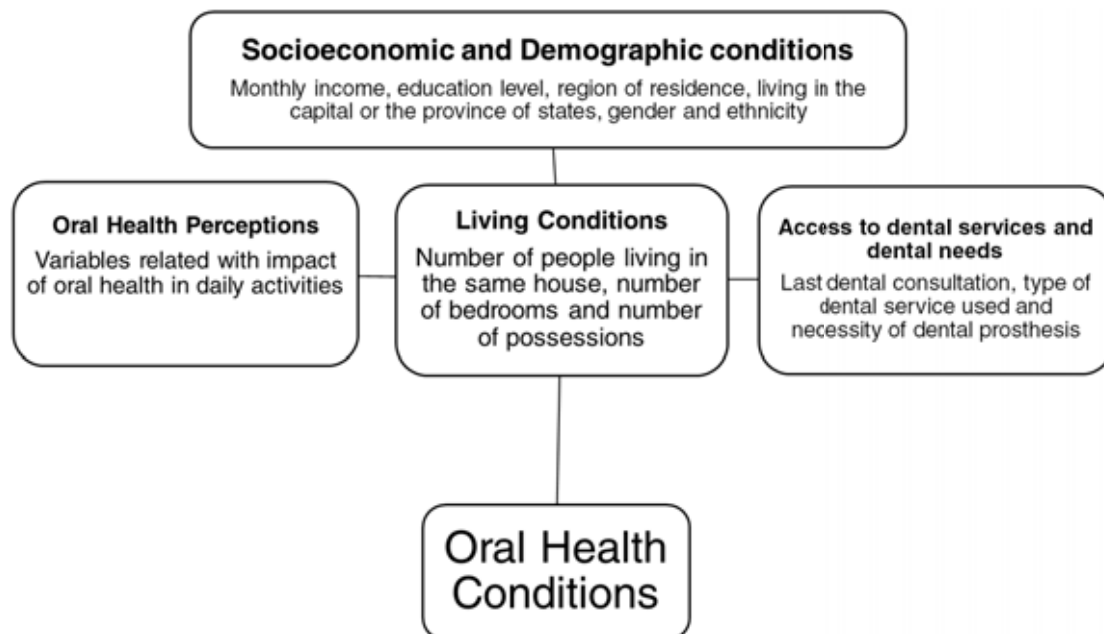 Socioeconomic and Demographic conditions
Monthly income, education level, region of residence, living in the
capital or the province of states, gender and ethnicity
Oral Health Perceptions
Variables related with impact
of oral health in daily activities
Living Conditions
Number of people living in
the same house, number
of bedrooms and number
of possessions
Access to dental services and
dental needs
Last dental consultation, type of
dental service used and
necessity of dental prosthesis
Oral Health
Conditions